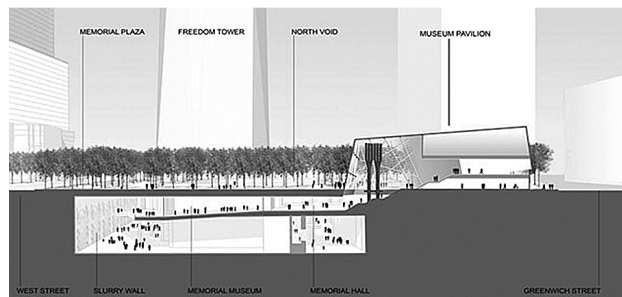 MEMORIAL PLAZA FREEDOM TOWER NORTH VOID MUSEUM PAVILION
WEST STREET SLURRY WALL MEMORIAL MUSEUM MEMORIAL HALL GREENWICH STREET